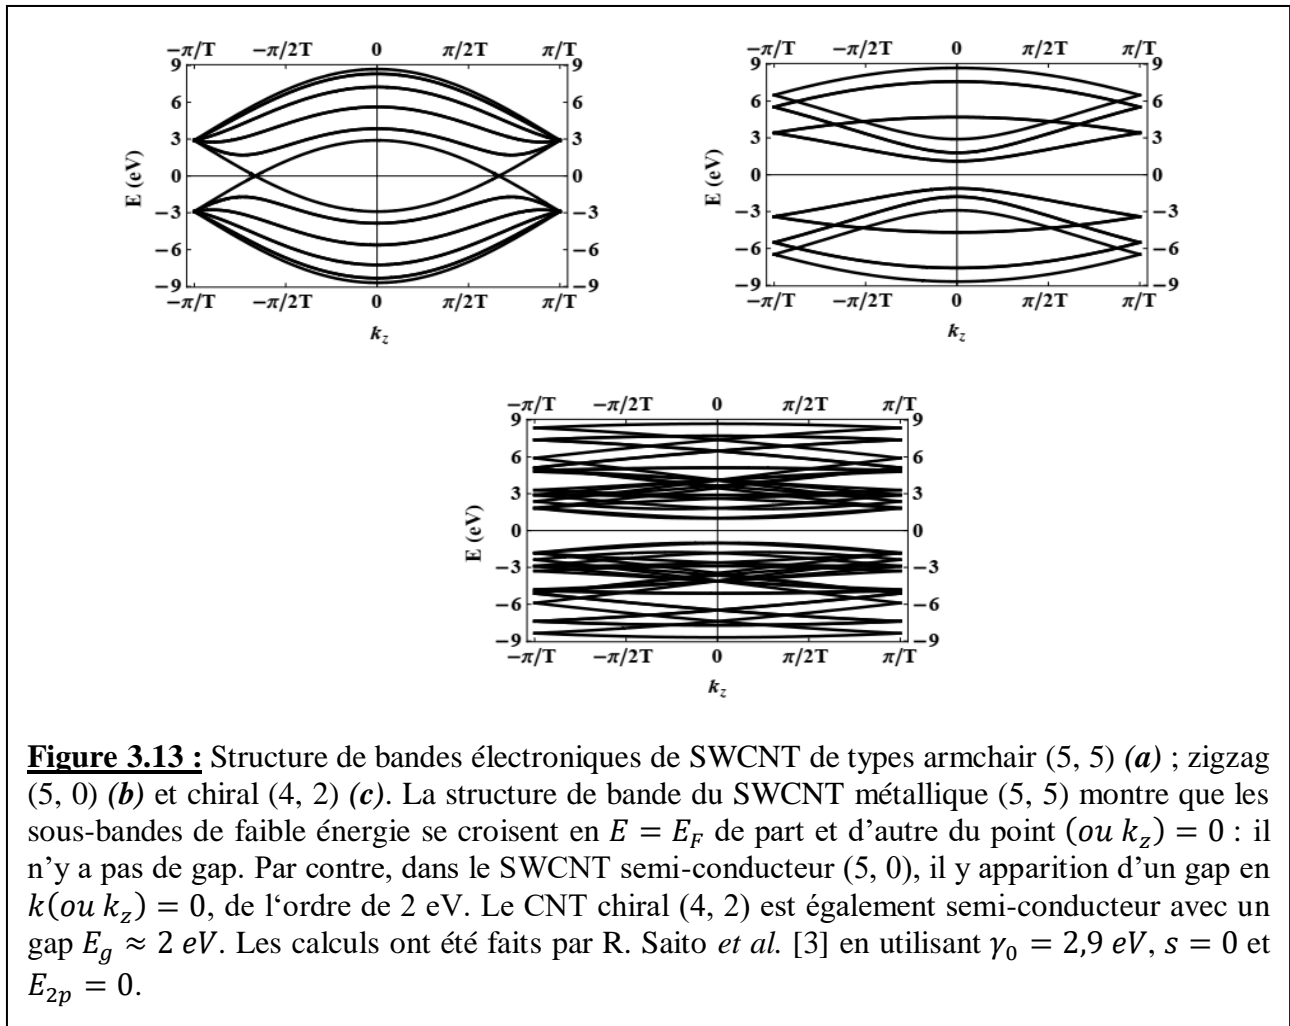 −π/T −π/2T 0 π/2T π/T
9 9
6 6
3 3
0 0
−3 −3
−6 −6
−9 −9
E (eV)
−π/T −π/2T 0 π/2T π/T
k_z
−π/T −π/2T 0 π/2T π/T
9 9
6 6
3 3
0 0
−3 −3
−6 −6
−9 −9
E (eV)
−π/T −π/2T 0 π/2T π/T
k_z
−π/T −π/2T 0 π/2T π/T
9 9
6 6
3 3
0 0
−3 −3
−6 −6
−9 −9
E (eV)
−π/T −π/2T 0 π/2T π/T
k_z
Figure 3.13 : Structure de bandes électroniques de SWCNT de types armchair (5, 5) (a) ; zigzag
(5, 0) (b) et chiral (4, 2) (c). La structure de bande du SWCNT métallique (5, 5) montre que les
sous-bandes de faible énergie se croisent en E = E_F de part et d'autre du point (ou k_z) = 0 : il
n'y a pas de gap. Par contre, dans le SWCNT semi-conducteur (5, 0), il y apparition d'un gap en
k(ou k_z) = 0, de l‘ordre de 2 eV. Le CNT chiral (4, 2) est également semi-conducteur avec un
gap E_g ≈ 2 eV. Les calculs ont été faits par R. Saito et al. [3] en utilisant γ_0 = 2,9 eV, s = 0 et
E_2p = 0.